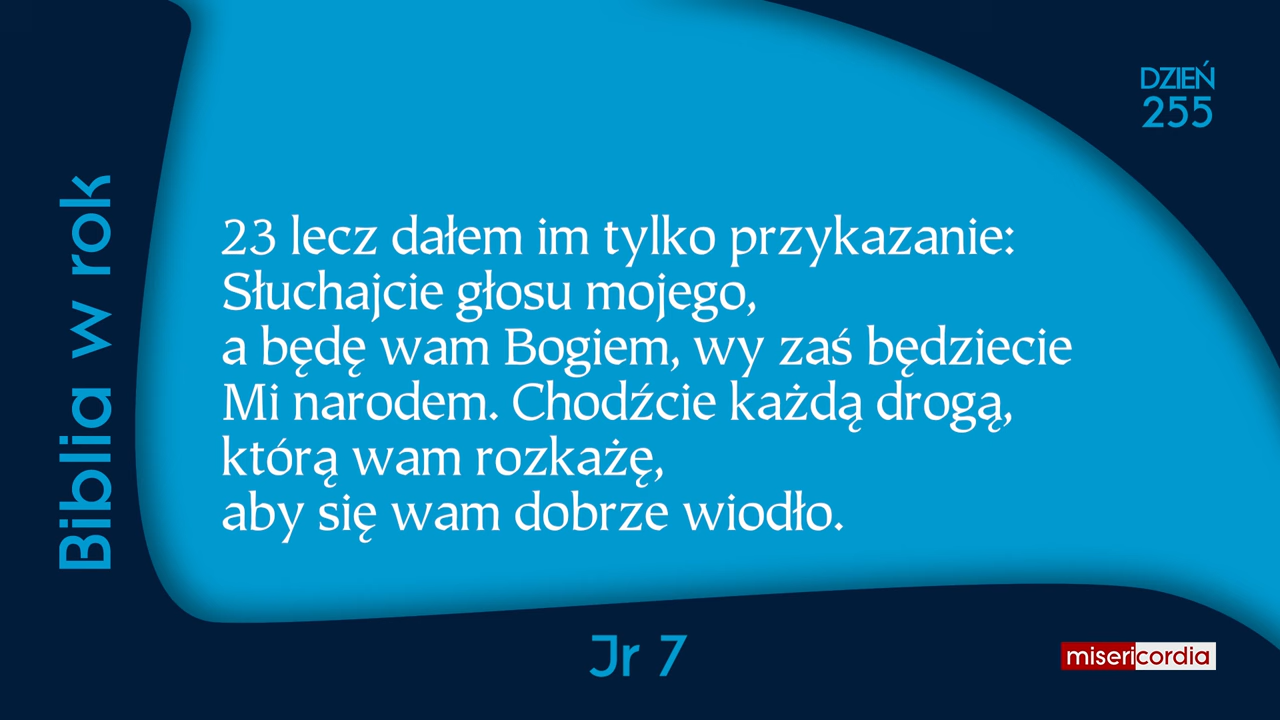 DZIEŃ
255
Biblia w rok
23 lecz dałem im tylko przykazanie:
Słuchajcie głosu mojego,
a będę wam Bogiem, wy zaś będziecie
Mi narodem. Chodźcie każdą drogą,
którą wam rozkażę,
aby się wam dobrze wiodło.
Jr 7
misericordia